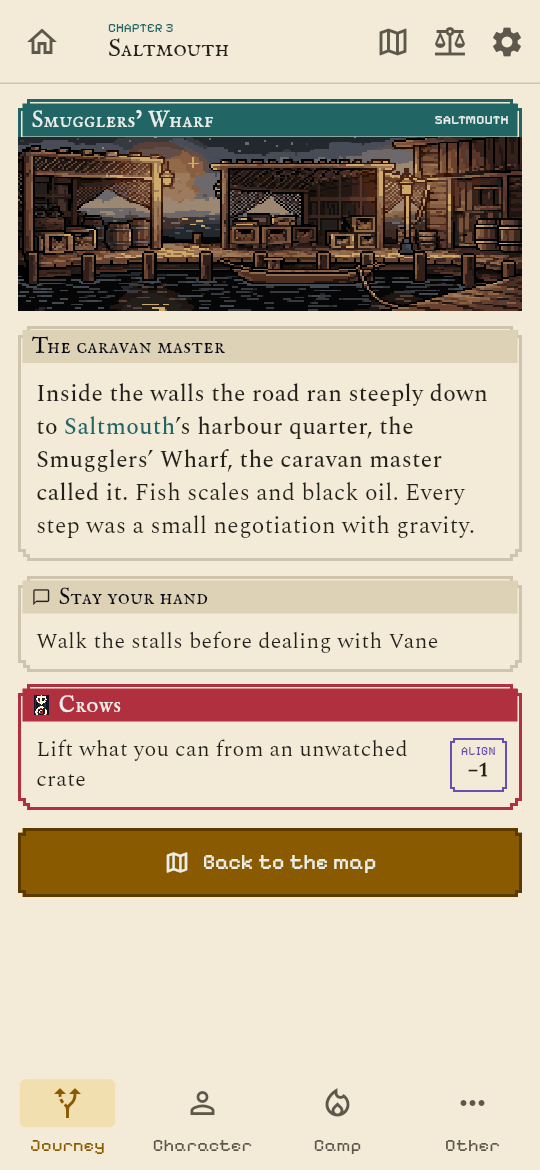 CHAPTER 3
Saltmouth
Smugglers’ Wharf
SALTMOUTH
The caravan master
Inside the walls the road ran steeply down
to Saltmouth’s harbour quarter, the
Smugglers’ Wharf, the caravan master
called it. Fish scales and black oil. Every
step was a small negotiation with gravity.
Stay your hand
Walk the stalls before dealing with Vane
Crows
Lift what you can from an unwatched
crate
ALIGN
−1
Back to the map
Journey
Character
Camp
Other